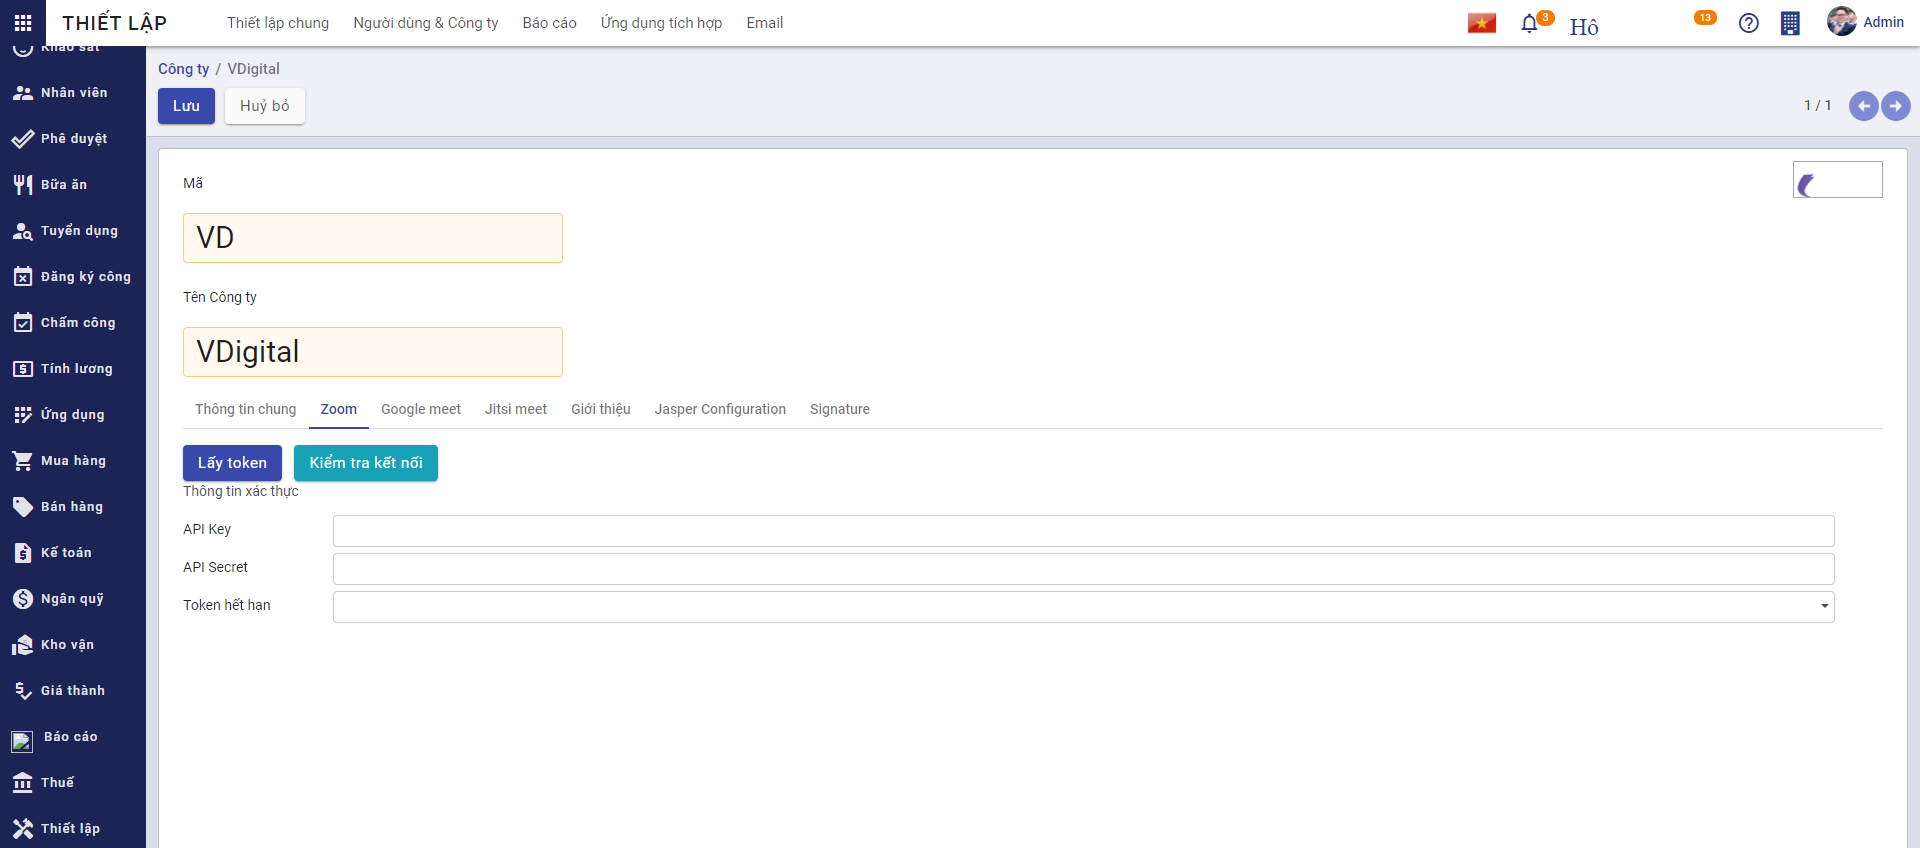 THIẾT LẬP
Thiết lập chung
Người dùng & Công ty
Báo cáo
Ứng dụng tích hợp
Email
3
Hô
13
Admin
Khảo sát
Nhân viên
Phê duyệt
Bữa ăn
Tuyển dụng
Đăng ký công
Chấm công
Tính lương
Ứng dụng
Mua hàng
Bán hàng
Kế toán
Ngân quỹ
Kho vận
Giá thành
Báo cáo
Thuế
Thiết lập
Công ty / VDigital
Lưu
Huỷ bỏ
1 / 1
Mã
VD
Tên Công ty
VDigital
Thông tin chung
Zoom
Google meet
Jitsi meet
Giới thiệu
Jasper Configuration
Signature
Lấy token
Kiểm tra kết nối
Thông tin xác thực
API Key
API Secret
Token hết hạn